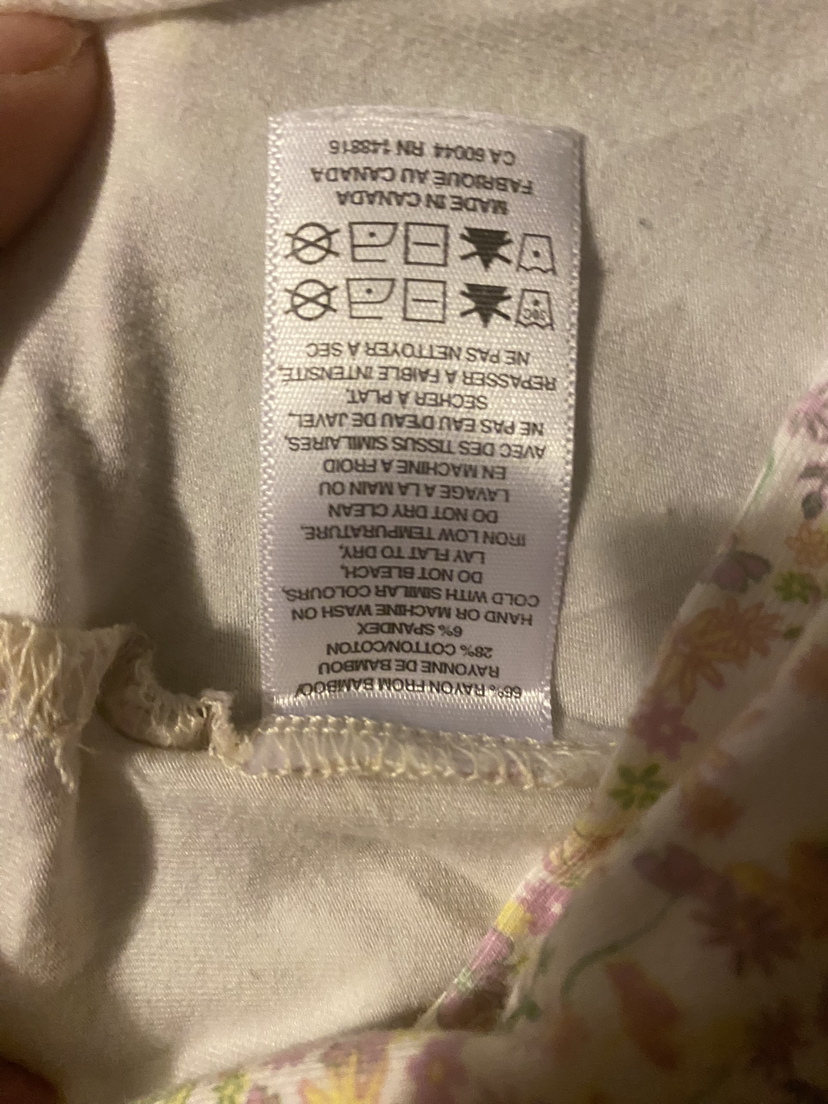 66% RAYON FROM BAMBOO/
RAYONNE DE BAMBOU
28% COTTON/COTON
6% SPANDEX
HAND OR MACHINE WASH ON
COLD WITH SIMILAR COLOURS,
DO NOT BLEACH,
LAY FLAT TO DRY,
IRON LOW TEMPURATURE,
DO NOT DRY CLEAN
LAVAGE A LA MAIN OU
EN MACHINE A FROID
AVEC DES TISSUS SIMILAIRES,
NE PAS EAU D'EAU DE JAVEL,
SECHER A PLAT,
REPASSER A FAIBLE INTENSITE,
NE PAS NETTOYER A SEC
30C
MADE IN CANADA
FABRIQUE AU CANADA
CA 60044 RN 148816